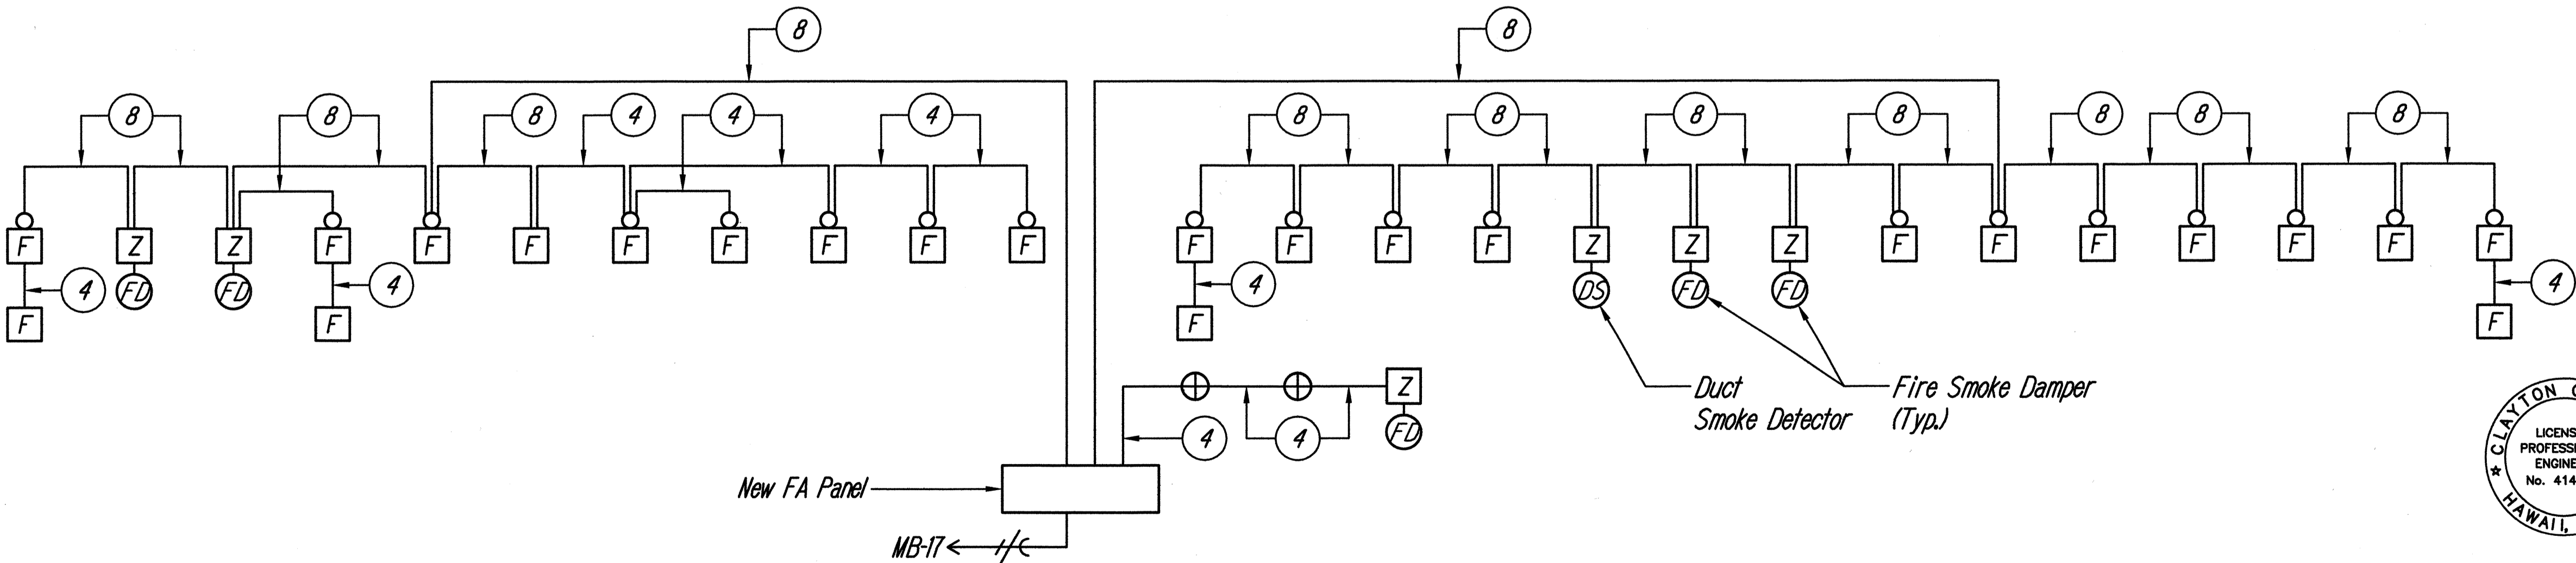 8 8
8 8 8 4 4 4 8 8 8 8 8 8 8
F Z Z F F F F F F F F F F F F Z Z Z F F F F F F F
FD FD 4 DS FD FD
4 4 4
F F F F
Z
Duct
Smoke Detector
Fire Smoke Damper
(Typ.)
4 4 FD
New FA Panel
MB-17
CLAYTON
LICENS
PROFESS
ENGINE
No. 414
HAWAII,